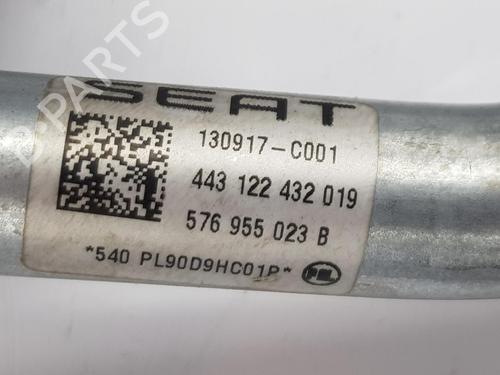 SEAT
130917-C001
443 122 432 019
576 955 023 B
*540 PL90D9HC01P*
B-PARTS